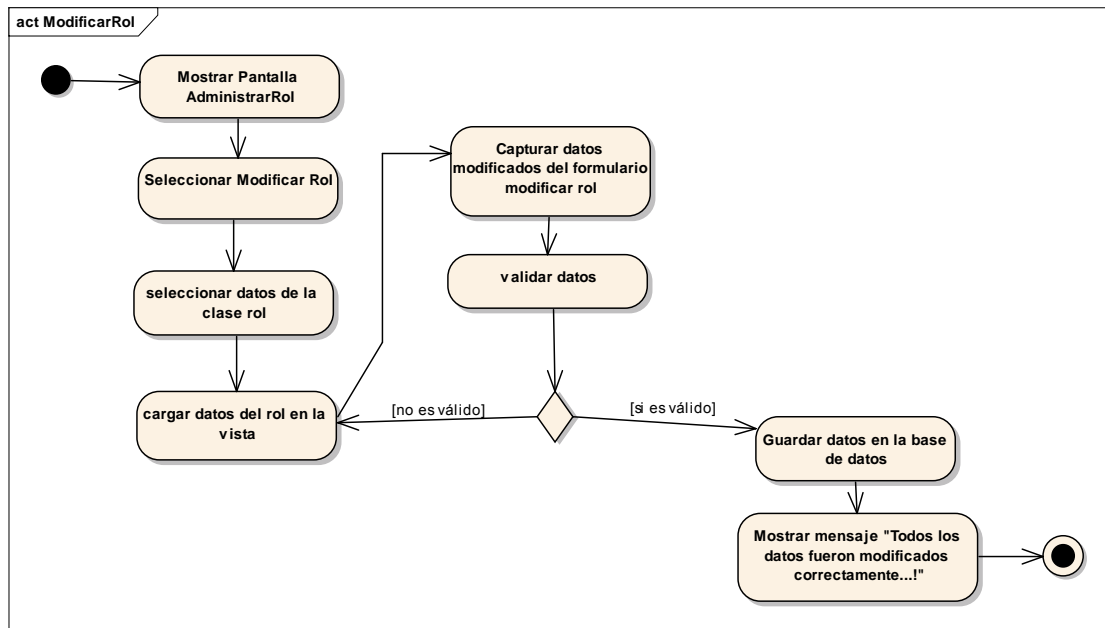 act ModificarRol
Mostrar Pantalla
AdministrarRol
Seleccionar Modificar Rol
seleccionar datos de la
clase rol
cargar datos del rol en la
vista
Capturar datos
modificados del formulario
modificar rol
validar datos
[no es válido]
[si es válido]
Guardar datos en la base
de datos
Mostrar mensaje "Todos los
datos fueron modificados
correctamente...!"